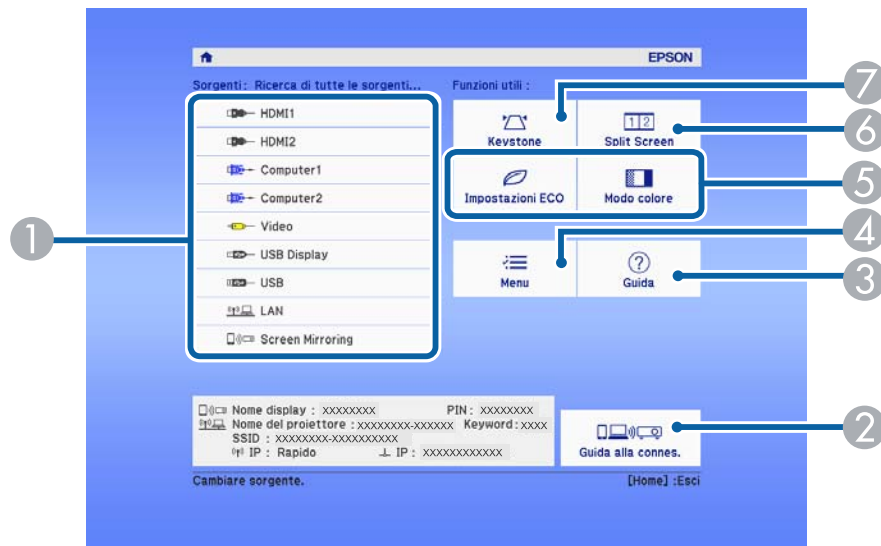 EPSON
Sorgenti: Ricerca di tutte le sorgenti...
HDMI1
HDMI2
Computer1
Computer2
Video
USB Display
USB
LAN
Screen Mirroring
Funzioni utili :
Keystone
Split Screen
Impostazioni ECO
Modo colore
Menu
Guida
Nome display : XXXXXXXX PIN: XXXXXXXX
Nome del proiettore : XXXXXXXX-XXXXXX Keyword: XXXX
SSID : XXXXXXXX-XXXXXXXXXX
IP : Rapido IP : XXXXXXXXXXXX
Guida alla connes.
Cambiare sorgente. [Home] :Esci
1
7
6
5
4
3
2